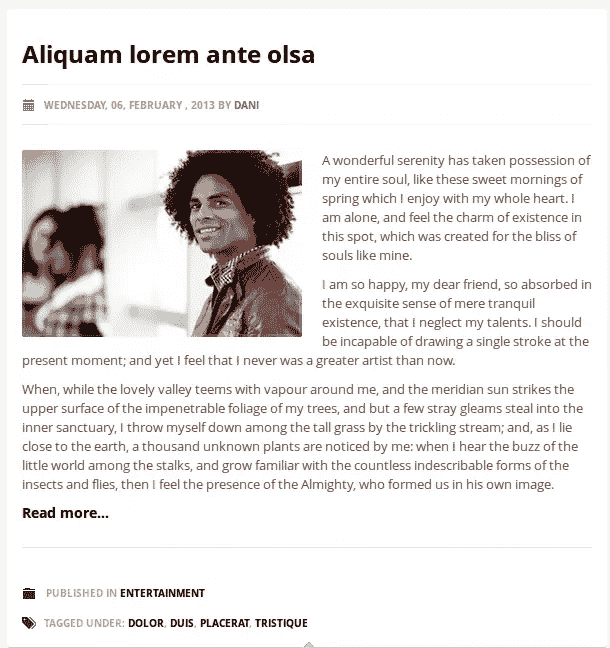 Aliquam lorem ante olsa
WEDNESDAY, 06, FEBRUARY , 2013 BY DANI
A wonderful serenity has taken possession of
my entire soul, like these sweet mornings of
spring which I enjoy with my whole heart. I
am alone, and feel the charm of existence in
this spot, which was created for the bliss of
souls like mine.
I am so happy, my dear friend, so absorbed in
the exquisite sense of mere tranquil
existence, that I neglect my talents. I should
be incapable of drawing a single stroke at the
present moment; and yet I feel that I never was a greater artist than now.
When, while the lovely valley teems with vapour around me, and the meridian sun strikes the
upper surface of the impenetrable foliage of my trees, and but a few stray gleams steal into the
inner sanctuary, I throw myself down among the tall grass by the trickling stream; and, as I lie
close to the earth, a thousand unknown plants are noticed by me: when I hear the buzz of the
little world among the stalks, and grow familiar with the countless indescribable forms of the
insects and flies, then I feel the presence of the Almighty, who formed us in his own image.
Read more...
PUBLISHED IN ENTERTAINMENT
TAGGED UNDER: DOLOR, DUIS, PLACERAT, TRISTIQUE